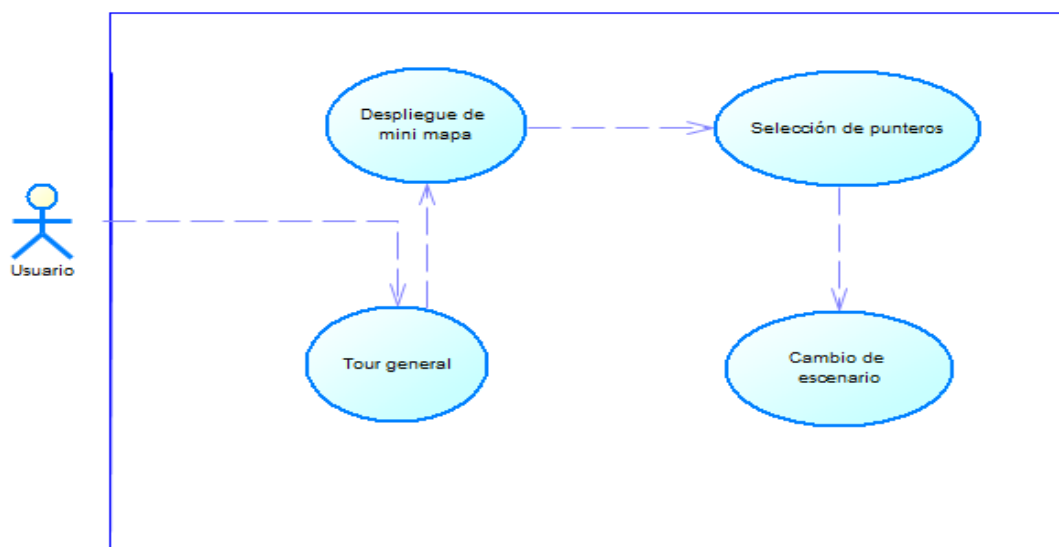 Despliegue de
mini mapa
Selección de punteros
Usuario
Tour general
Cambio de
escenario